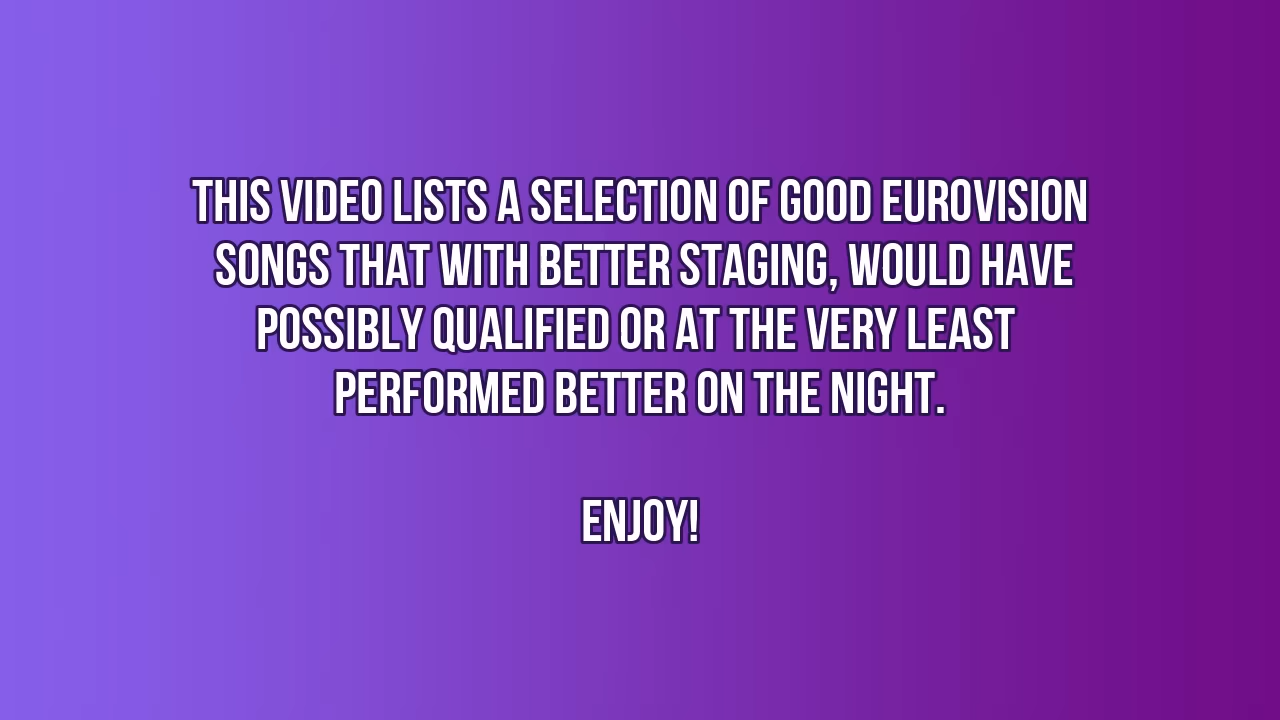 THIS VIDEO LISTS A SELECTION OF GOOD EUROVISION
SONGS THAT WITH BETTER STAGING, WOULD HAVE
POSSIBLY QUALIFIED OR AT THE VERY LEAST
PERFORMED BETTER ON THE NIGHT.
ENJOY!